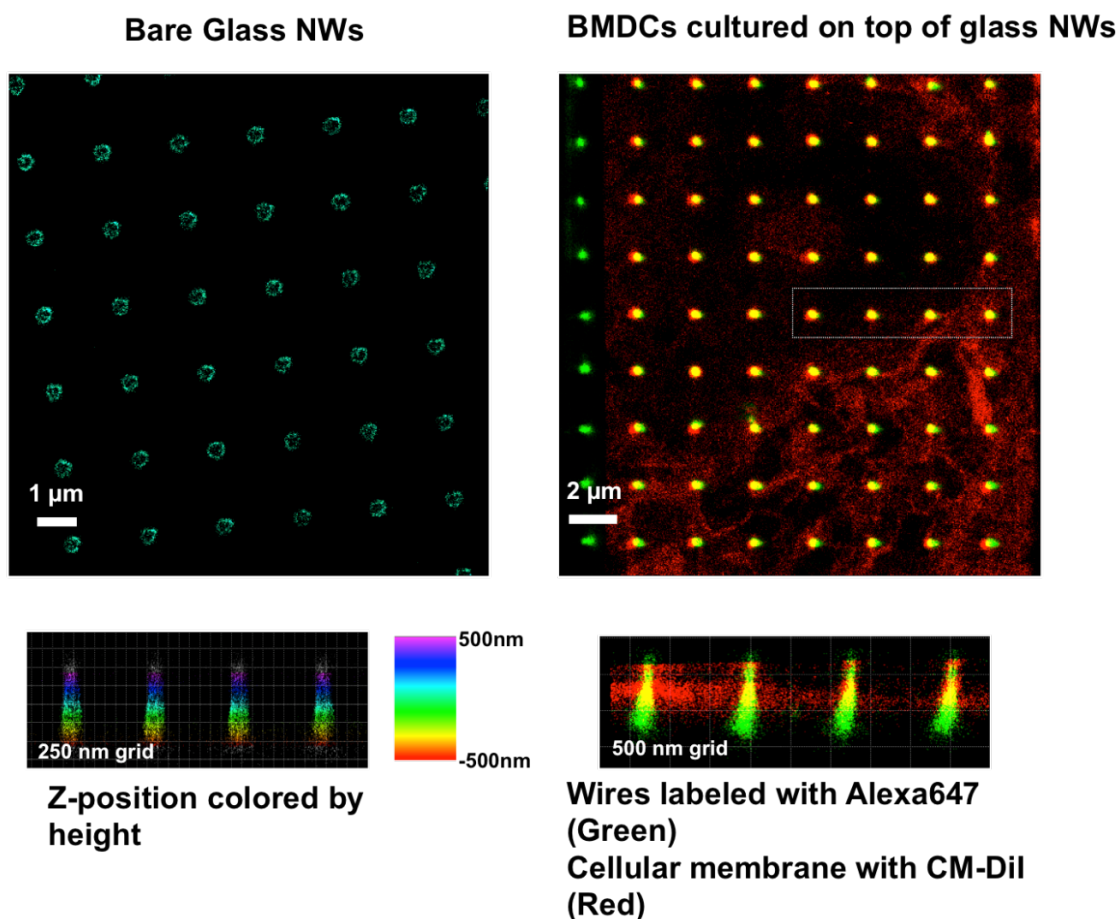 Bare Glass NWs
BMDCs cultured on top of glass NWs
1 µm
2 µm
250 nm grid
500nm
-500nm
500 nm grid
Z-position colored by
height
Wires labeled with Alexa647
(Green)
Cellular membrane with CM-DiI
(Red)